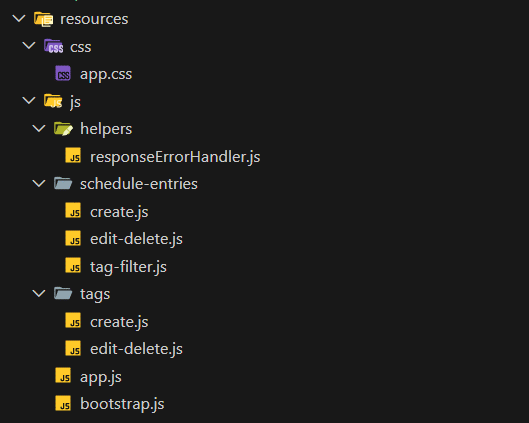 resources
css
app.css
js
helpers
responseErrorHandler.js
schedule-entries
create.js
edit-delete.js
tag-filter.js
tags
create.js
edit-delete.js
app.js
bootstrap.js